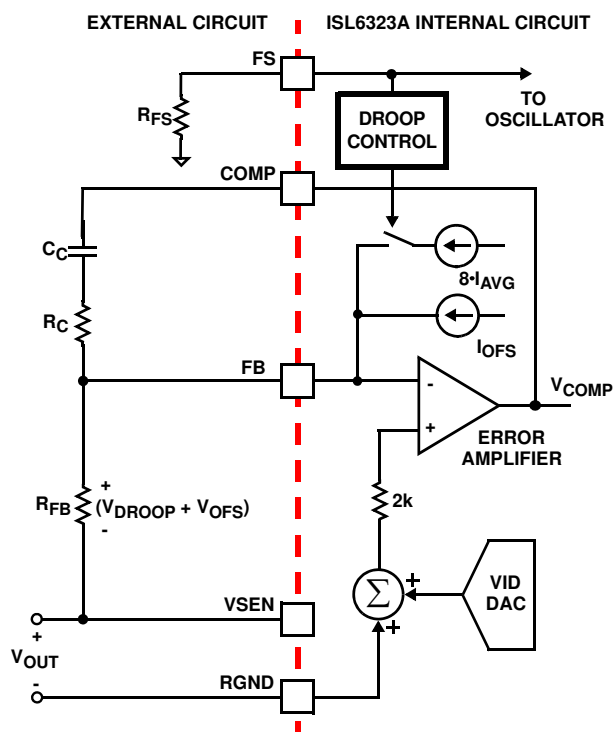 EXTERNAL CIRCUIT
ISL6323A INTERNAL CIRCUIT
FS
RFS
TO
OSCILLATOR
DROOP
CONTROL
COMP
CC
8•IAVG
RC
IOFS
FB
-
+
VCOMP
ERROR
AMPLIFIER
RFB
+
(VDROOP + VOFS)
-
2k
VSEN
Σ
+
+
VID
DAC
+
VOUT
-
RGND